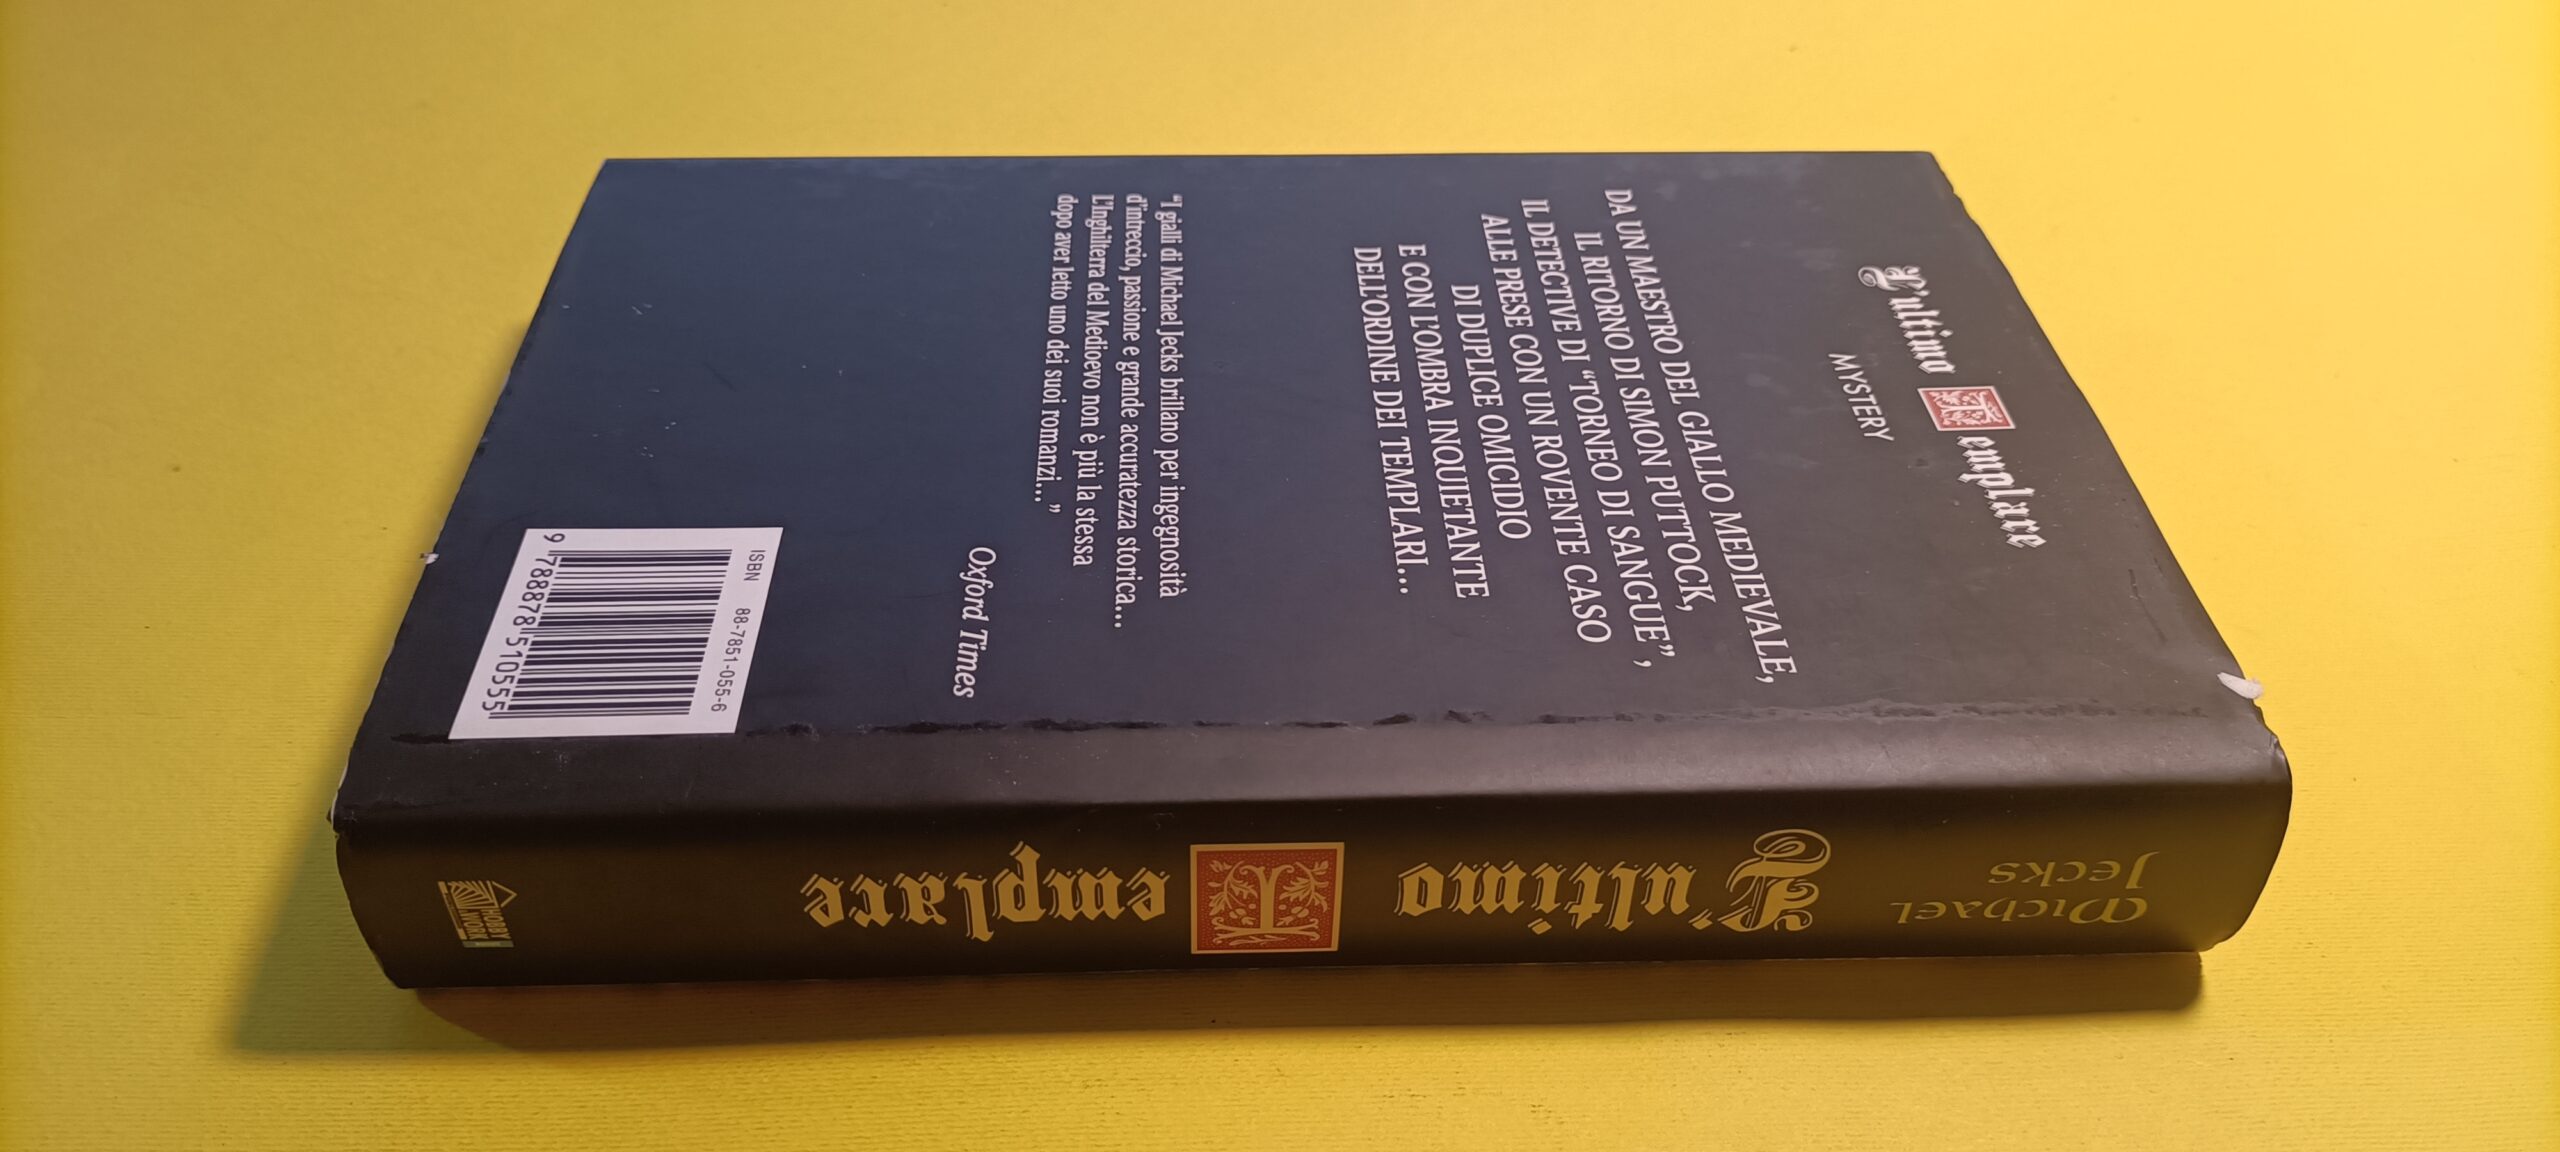 L'ultimo Templare
MYSTERY
DA UN MAESTRO DEL GIALLO MEDIEVALE,
IL RITORNO DI SIMON PUTTOCK,
IL DETECTIVE DI “TORNEO DI SANGUE”,
ALLE PRESE CON UN ROVENTE CASO
DI DUPLICE OMICIDIO
E CON L'OMBRA INQUIETANTE
DELL'ORDINE DEI TEMPLARI...
“I gialli di Michael Jecks brillano per ingegnosità
d'intreccio, passione e grande accuratezza storica...
L'Inghilterra del Medioevo non è più la stessa
dopo aver letto uno dei suoi romanzi...”
Oxford Times
ISBN 88-7851-055-6
9 788878 510555
Michael
Jecks
L'ultimo Templare
HOBBY
WORK